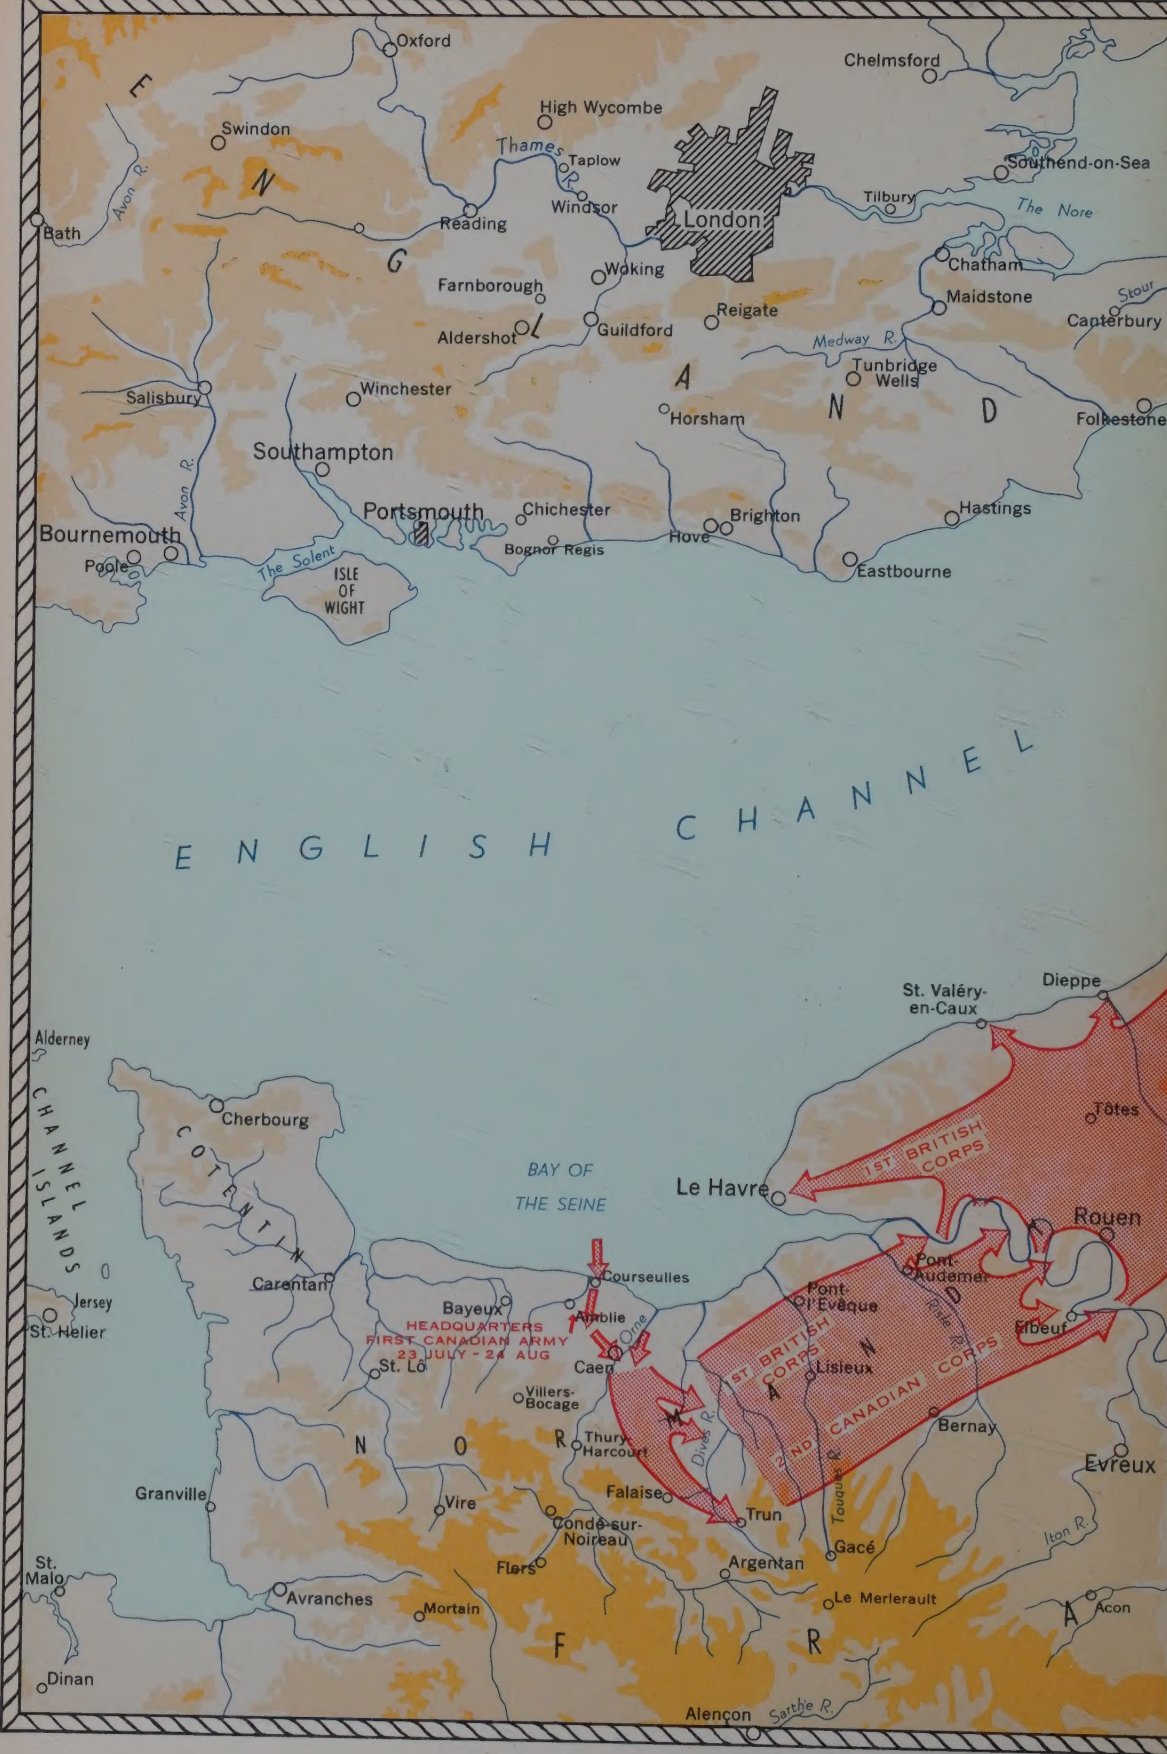 Oxford
Chelmsford
E
High Wycombe
Swindon
Thames R.
Taplow
Southend-on-Sea
N
Avon R.
Windsor
Tilbury
The Nore
Bath
Reading
London
G
Woking
Chatham
Farnborough
Maidstone
Stour
L
Reigate
Canterbury
Aldershot
Guildford
Medway R.
Tunbridge
Wells
A
Winchester
Salisbury
N
D
Horsham
Folkestone
Southampton
Avon R.
Portsmouth
Chichester
Brighton
Hastings
Bournemouth
Hove
Bognor Regis
Poole
The Solent
Eastbourne
ISLE
OF
WIGHT
ENGLISH CHANNEL
Dieppe
St. Valéry-
en-Caux
Alderney
CHANNEL
ISLANDS
Cherbourg
Tôtes
COTENTIN
1ST BRITISH
CORPS
BAY OF
THE SEINE
Le Havre
Rouen
Carentan
Courseulles
Pont-
Audemer
Jersey
St. Helier
Bayeux
Amblie
Pont-
l'Evêque
D
Risle R.
Elbeuf
HEADQUARTERS
FIRST CANADIAN ARMY
23 JULY - 24 AUG
Orne
Caen
1ST BRITISH
CORPS
N
St. Lô
Lisieux
2ND CANADIAN CORPS
Villers-
Bocage
A
M
Dives R.
Bernay
N
O
R
Thury-
Harcourt
Evreux
Touques R.
Granville
Vire
Falaise
Trun
Condé-sur-
Noireau
Iton R.
Gacé
Flers
Argentan
St.
Malo
Avranches
Mortain
Le Merlerault
Acon
F
R
A
Dinan
Alençon
Sarthe R.